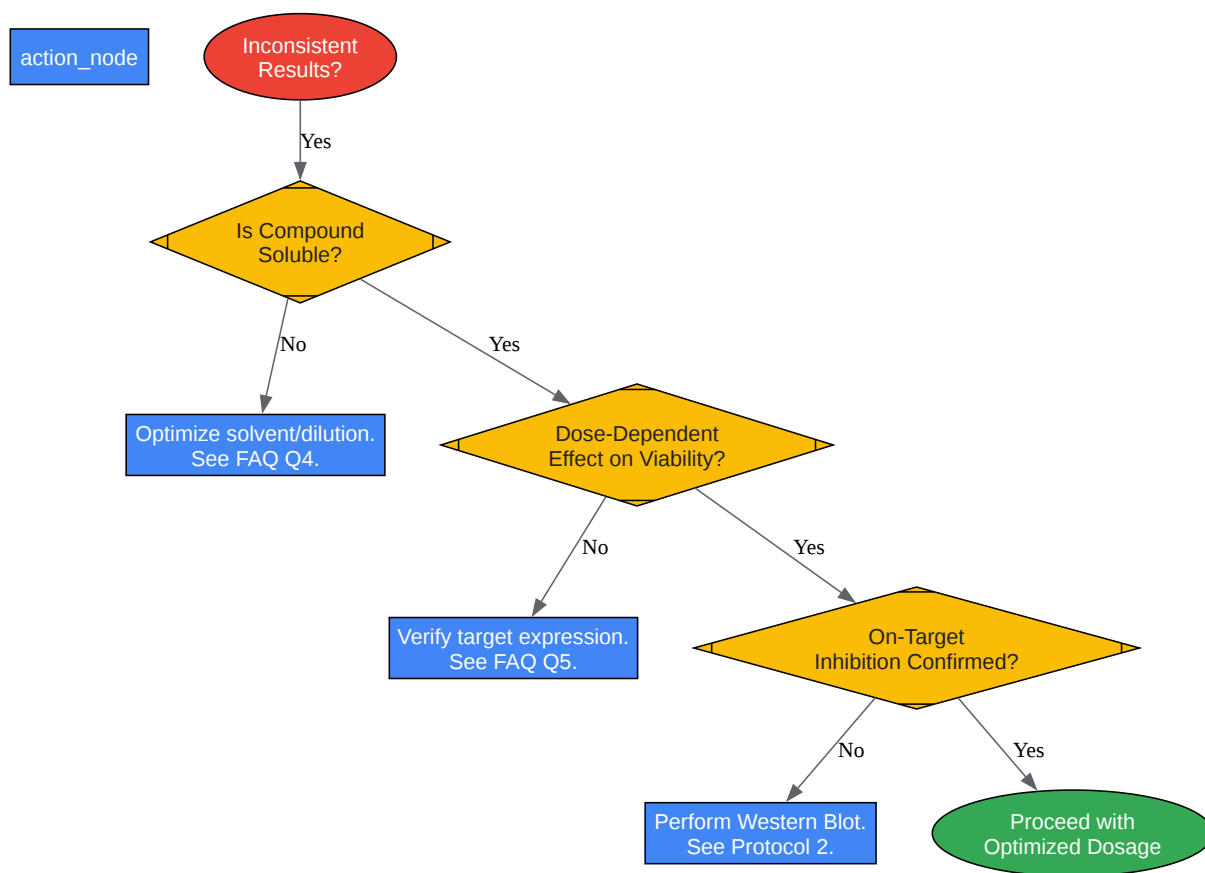 action_node
Inconsistent
Results?
Yes
Is Compound
Soluble?
No
Yes
Optimize solvent/dilution.
See FAQ Q4.
Dose-Dependent
Effect on Viability?
No
Yes
Verify target expression.
See FAQ Q5.
On-Target
Inhibition Confirmed?
No
Yes
Perform Western Blot.
See Protocol 2.
Proceed with
Optimized Dosage